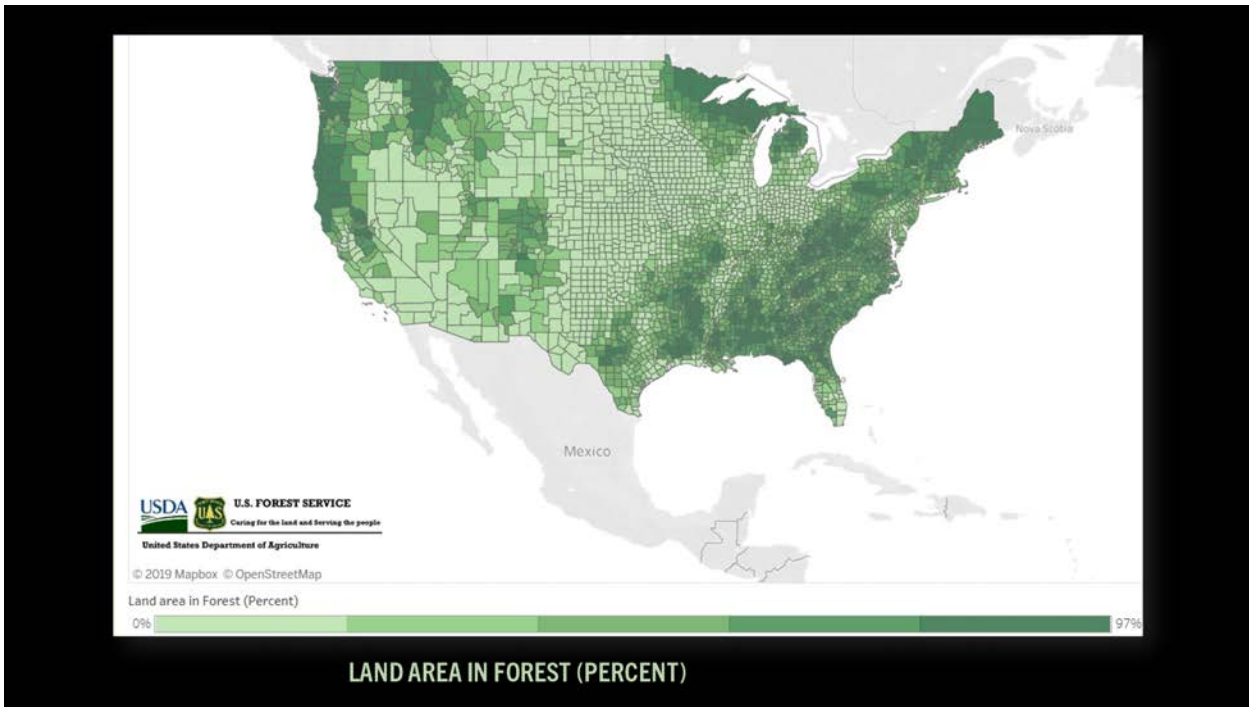 Nova Scotia
Mexico
USDA
UAS
U.S. FOREST SERVICE
Caring for the land and Serving the people
United States Department of Agriculture
© 2019 Mapbox © OpenStreetMap
Land area in Forest (Percent)
0%
97%
LAND AREA IN FOREST (PERCENT)